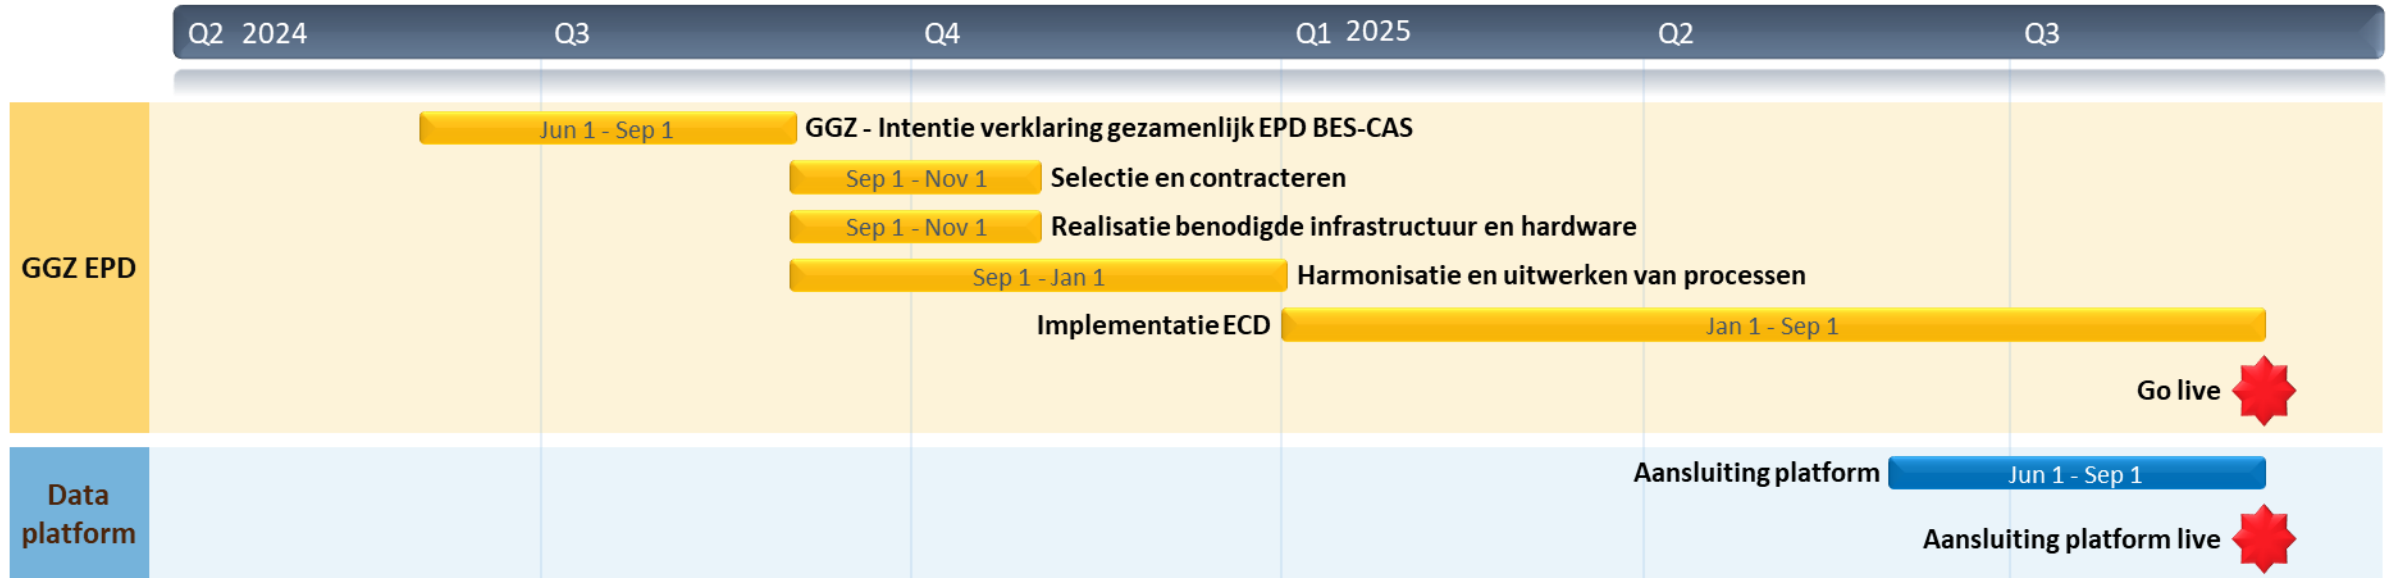 Q2 2024 Q3 Q4 Q1 2025 Q2 Q3
GGZ EPD
Jun 1 - Sep 1 GGZ - Intentie verklaring gezamenlijk EPD BES-CAS
Sep 1 - Nov 1 Selectie en contracteren
Sep 1 - Nov 1 Realisatie benodigde infrastructuur en hardware
Sep 1 - Jan 1 Harmonisatie en uitwerken van processen
Implementatie ECD Jan 1 - Sep 1
Go live
Data
platform
Aansluiting platform Jun 1 - Sep 1
Aansluiting platform live